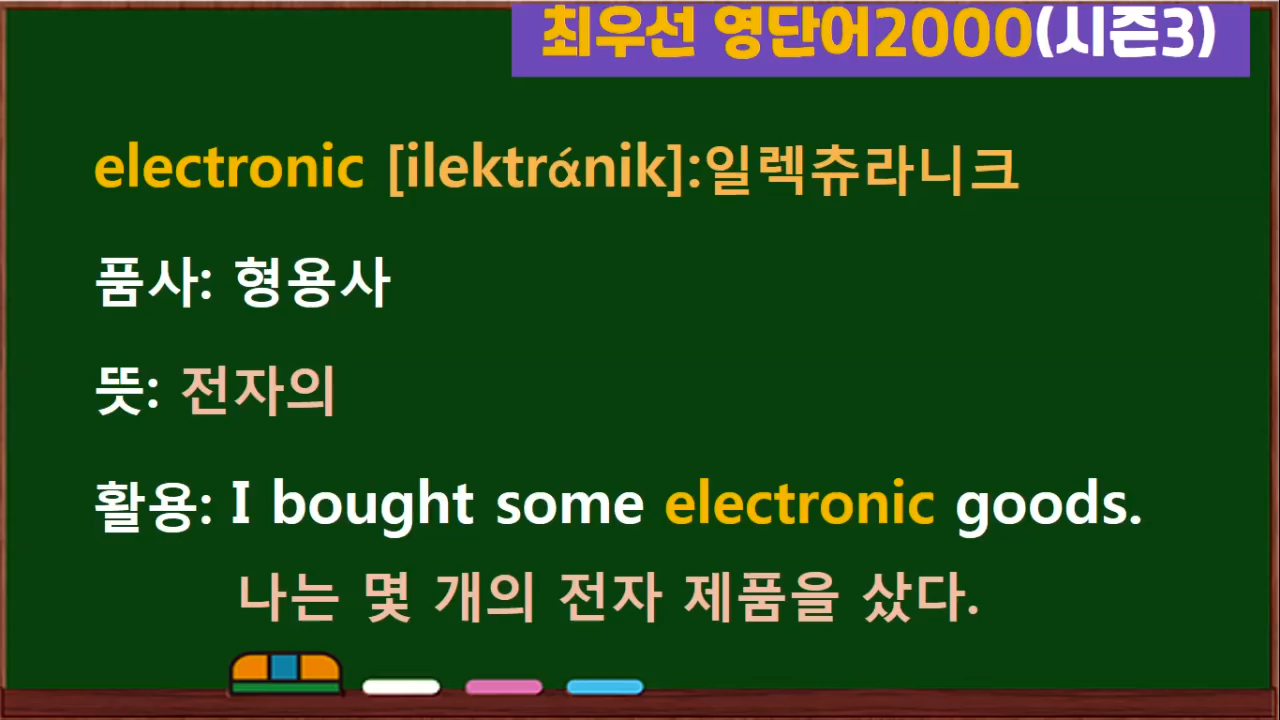 최우선 영단어2000(시즌3)
electronic [ilektránik]:일렉츄라니크
품사: 형용사
뜻: 전자의
활용: I bought some electronic goods.
나는 몇 개의 전자 제품을 샀다.